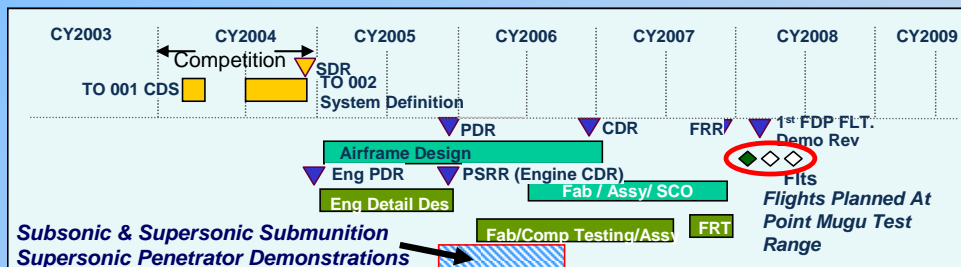 CY2003 CY2004 CY2005 CY2006 CY2007 CY2008 CY2009
Competition
SDR
TO 001 CDS
TO 002
System Definition
PDR
CDR
FRR
1st FDP FLT.
Demo Rev
Airframe Design
Eng PDR
PSRR (Engine CDR)
Flts
Fab / Assy/ SCO
Eng Detail Des
Flights Planned At
Point Mugu Test
Range
Fab/Comp Testing/Assy
FRT
Subsonic & Supersonic Submunition
Supersonic Penetrator Demonstrations